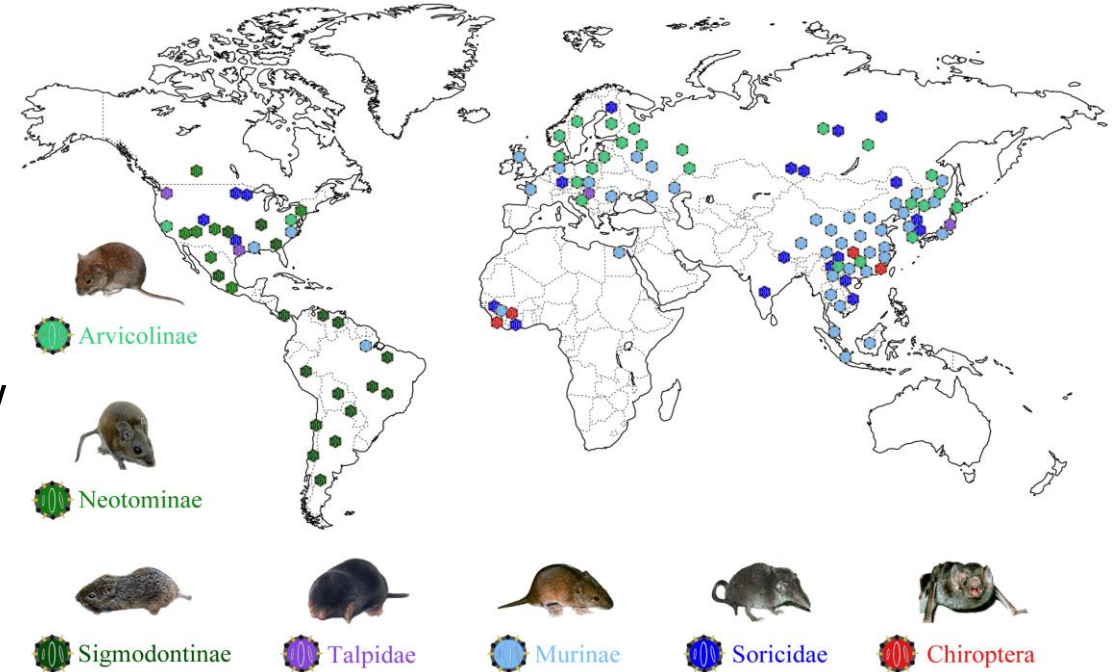 Arvicolinae
Neotominae
Sigmodontinae
Talpidae
Murinae
Soricidae
Chiroptera